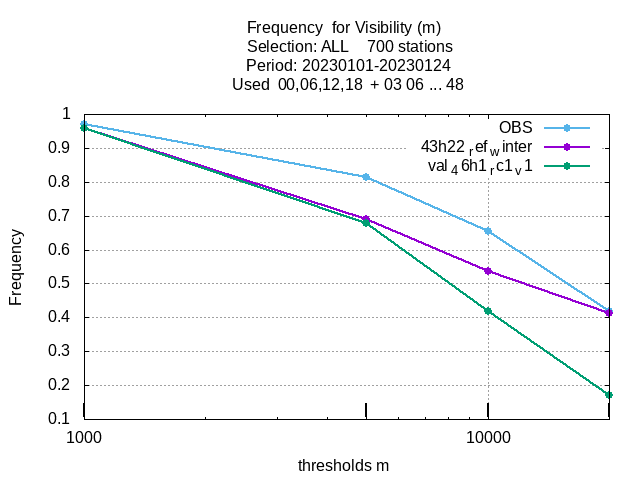 Frequency for Visibility (m)
Selection: ALL 700 stations
Period: 20230101-20230124
Used 00,06,12,18 + 03 06 ... 48
1
0.9
0.8
0.7
0.6
0.5
0.4
0.3
0.2
0.1
Frequency
OBS
43h22_ref_winter
val_46h1_rc1_v1
1000
10000
thresholds m